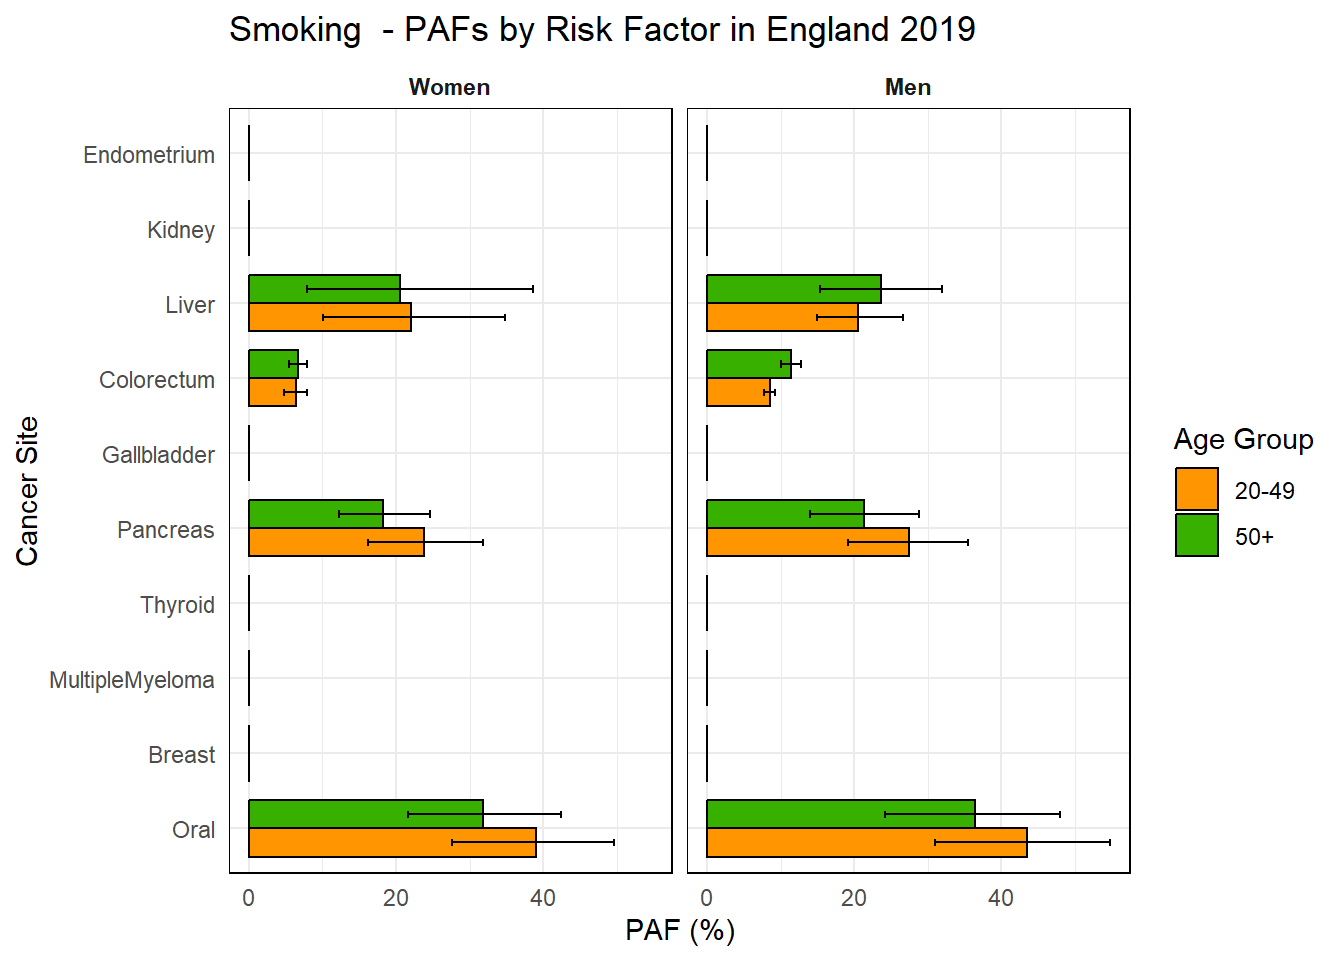 Smoking  - PAFs by Risk Factor in England 2019
Women
Men
Endometrium
Kidney
Liver
Colorectum
Gallbladder
Pancreas
Thyroid
MultipleMyeloma
Breast
Oral
Cancer Site
0
20
40
0
20
40
PAF (%)
Age Group
20-49
50+